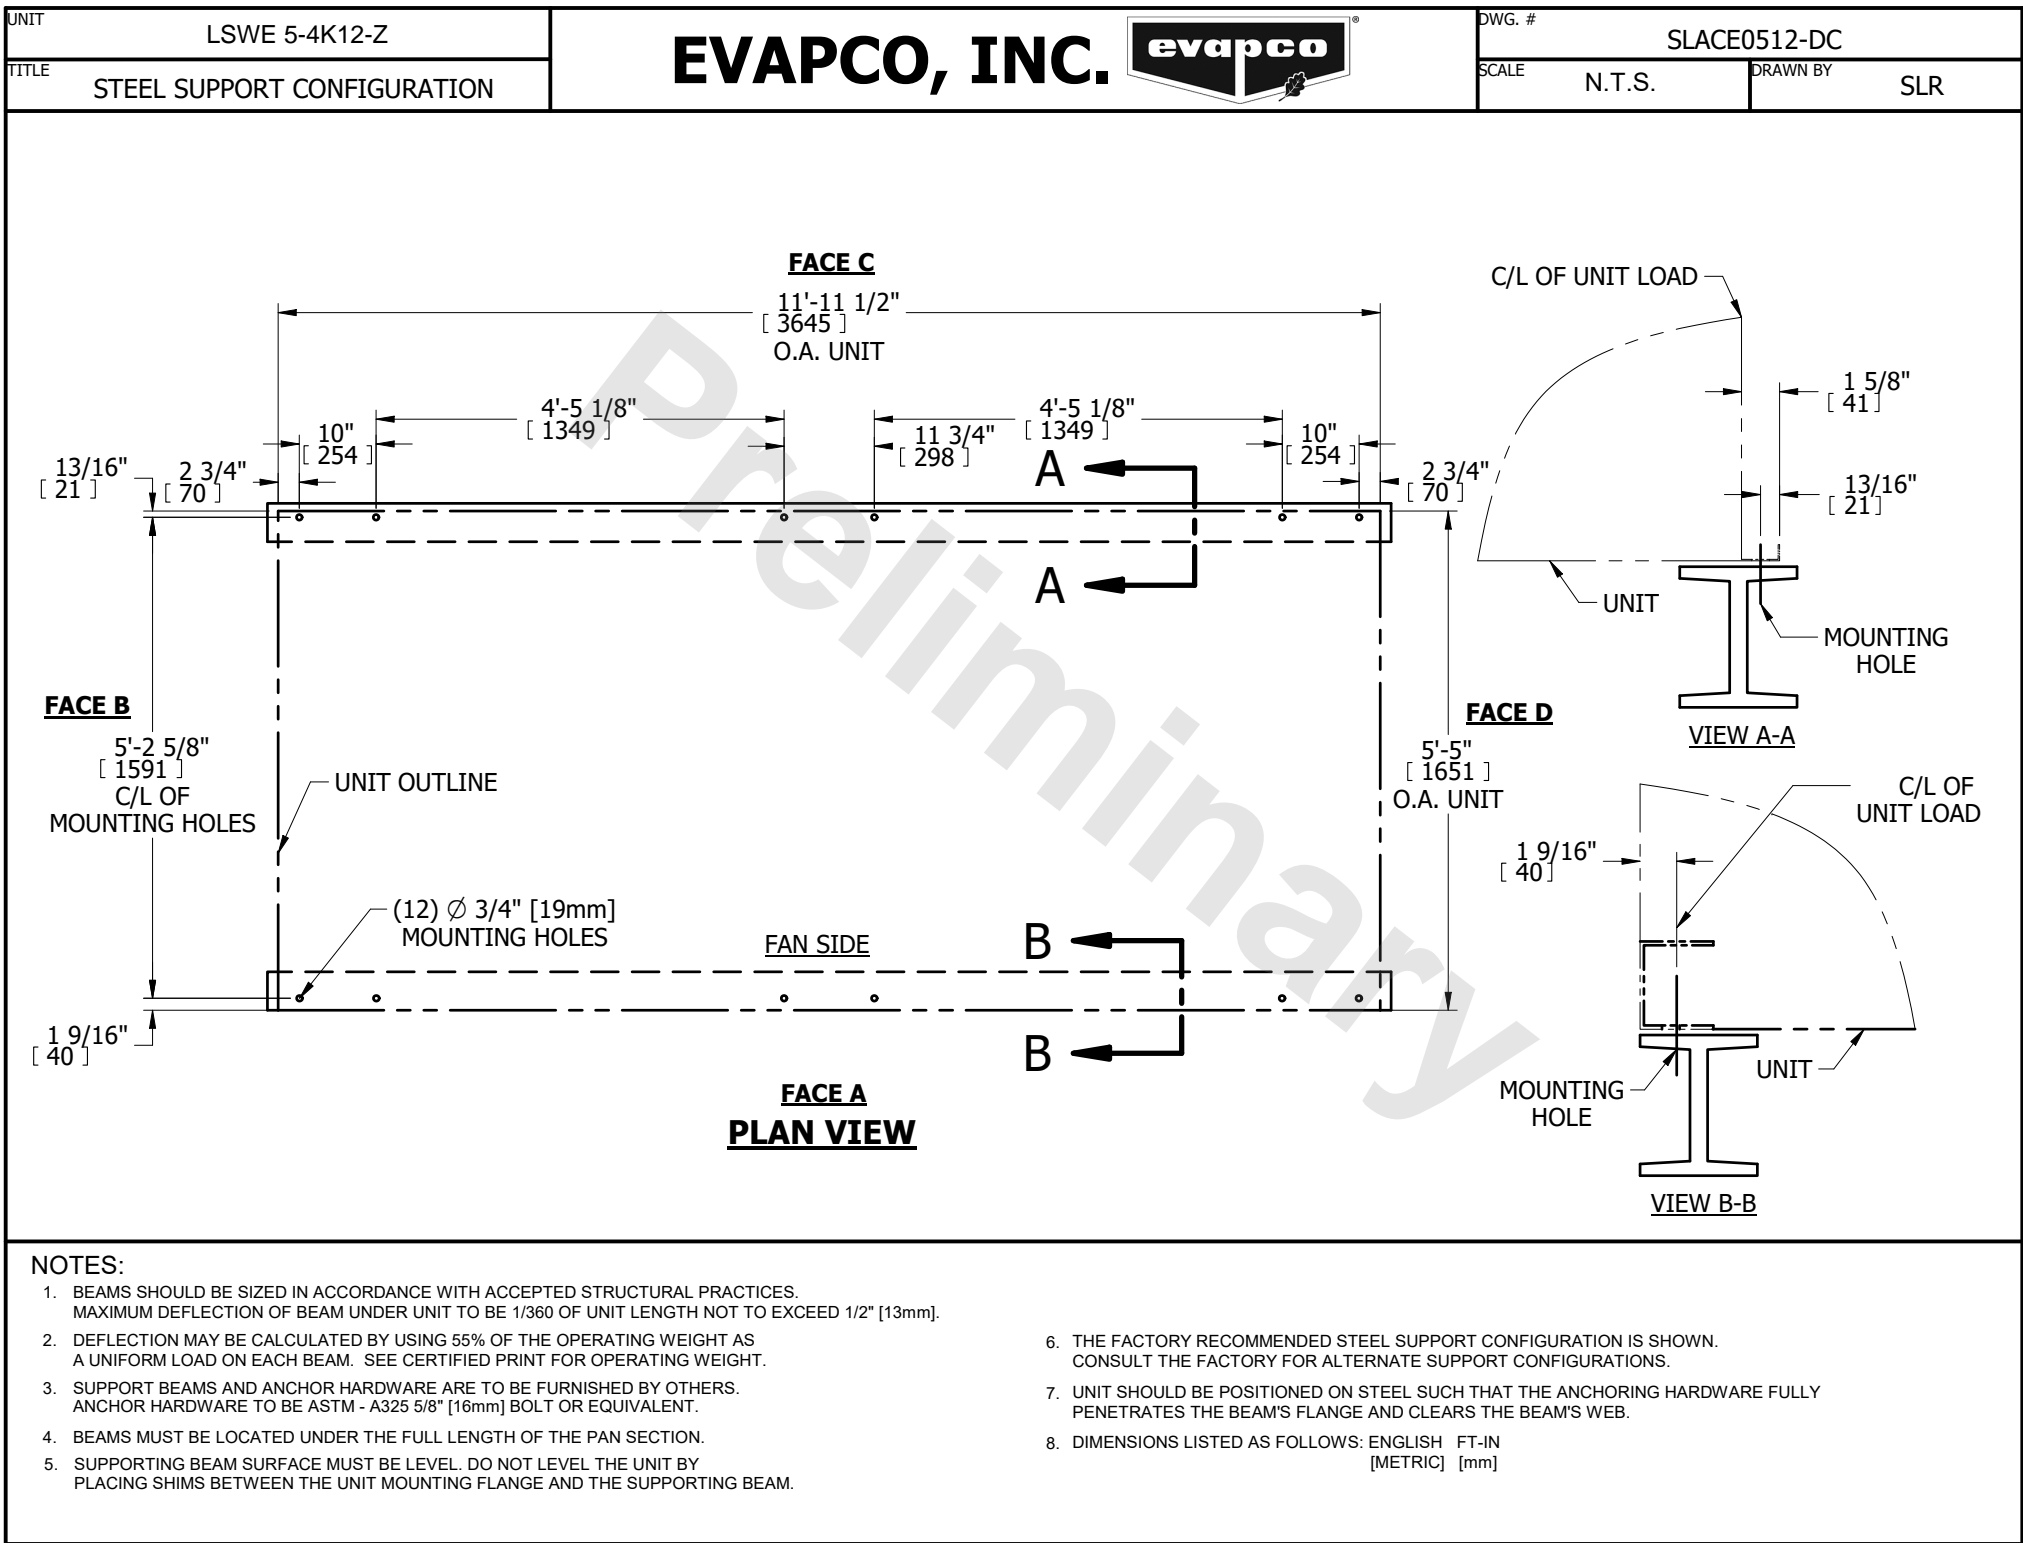 UNIT
LSWE 5-4K12-Z
TITLE
STEEL SUPPORT CONFIGURATION
EVAPCO, INC.
evapco
®
DWG. #
SLACE0512-DC
SCALE
N.T.S.
DRAWN BY
SLR
FACE C
11'-11 1/2"
[ 3645 ]
O.A. UNIT
4'-5 1/8"
[ 1349 ]
4'-5 1/8"
[ 1349 ]
10"
[ 254 ]
11 3/4"
[ 298 ]
10"
[ 254 ]
13/16"
[ 21 ]
2 3/4"
[ 70 ]
2 3/4"
[ 70 ]
A
A
FACE B
5'-2 5/8"
[ 1591 ]
C/L OF
MOUNTING HOLES
UNIT OUTLINE
FACE D
5'-5"
[ 1651 ]
O.A. UNIT
(12) Ø 3/4" [19mm]
MOUNTING HOLES
FAN SIDE
B
B
1 9/16"
[ 40 ]
FACE A
PLAN VIEW
Preliminary
C/L OF UNIT LOAD
1 5/8"
[ 41 ]
13/16"
[ 21 ]
UNIT
MOUNTING
HOLE
VIEW A-A
C/L OF
UNIT LOAD
1 9/16"
[ 40 ]
UNIT
MOUNTING
HOLE
VIEW B-B
NOTES:
1. BEAMS SHOULD BE SIZED IN ACCORDANCE WITH ACCEPTED STRUCTURAL PRACTICES.
MAXIMUM DEFLECTION OF BEAM UNDER UNIT TO BE 1/360 OF UNIT LENGTH NOT TO EXCEED 1/2" [13mm].
2. DEFLECTION MAY BE CALCULATED BY USING 55% OF THE OPERATING WEIGHT AS
A UNIFORM LOAD ON EACH BEAM. SEE CERTIFIED PRINT FOR OPERATING WEIGHT.
3. SUPPORT BEAMS AND ANCHOR HARDWARE ARE TO BE FURNISHED BY OTHERS.
ANCHOR HARDWARE TO BE ASTM - A325 5/8" [16mm] BOLT OR EQUIVALENT.
4. BEAMS MUST BE LOCATED UNDER THE FULL LENGTH OF THE PAN SECTION.
5. SUPPORTING BEAM SURFACE MUST BE LEVEL. DO NOT LEVEL THE UNIT BY
PLACING SHIMS BETWEEN THE UNIT MOUNTING FLANGE AND THE SUPPORTING BEAM.
6. THE FACTORY RECOMMENDED STEEL SUPPORT CONFIGURATION IS SHOWN.
CONSULT THE FACTORY FOR ALTERNATE SUPPORT CONFIGURATIONS.
7. UNIT SHOULD BE POSITIONED ON STEEL SUCH THAT THE ANCHORING HARDWARE FULLY
PENETRATES THE BEAM'S FLANGE AND CLEARS THE BEAM'S WEB.
8. DIMENSIONS LISTED AS FOLLOWS: ENGLISH FT-IN
[METRIC] [mm]